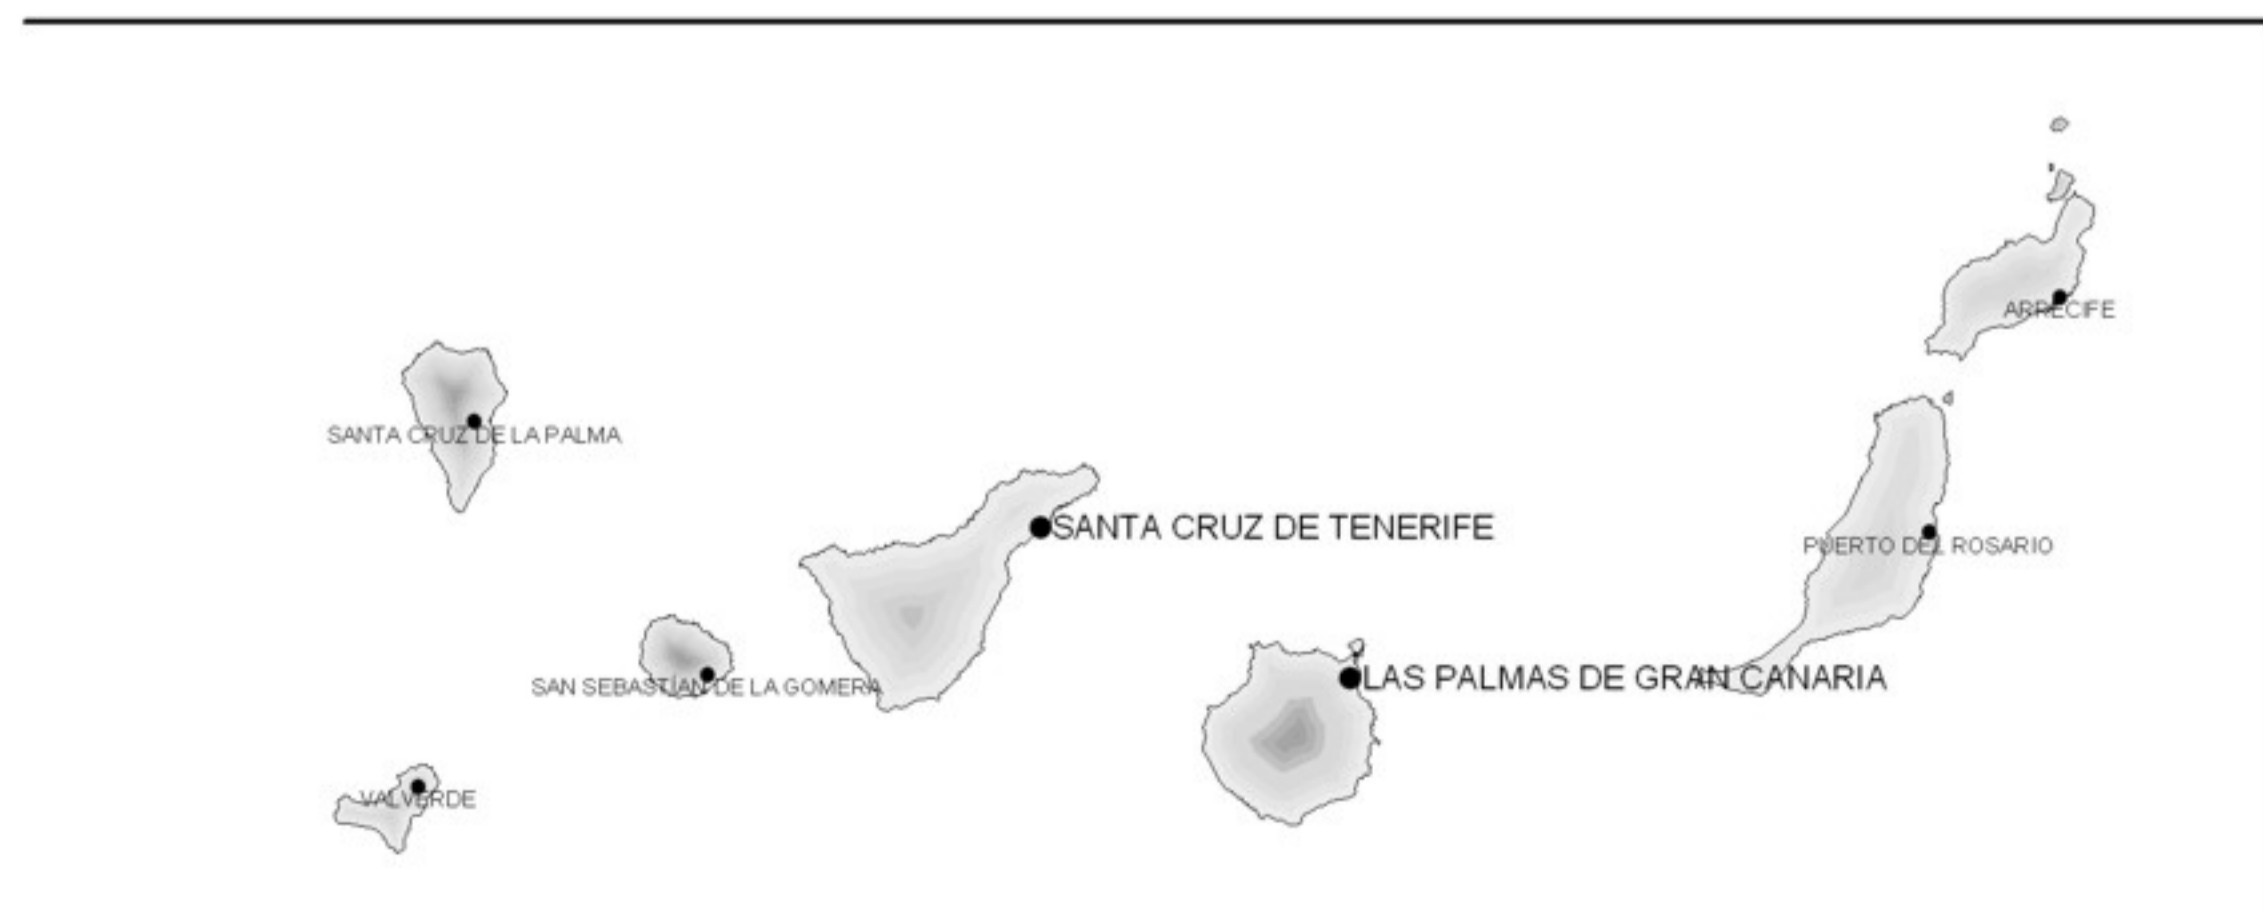 ARRECIFE
SANTA CRUZ DE LA PALMA
SANTA CRUZ DE TENERIFE
PUERTO DEL ROSARIO
LAS PALMAS DE GRAN CANARIA
SAN SEBASTIAN DE LA GOMERA
VALVERDE